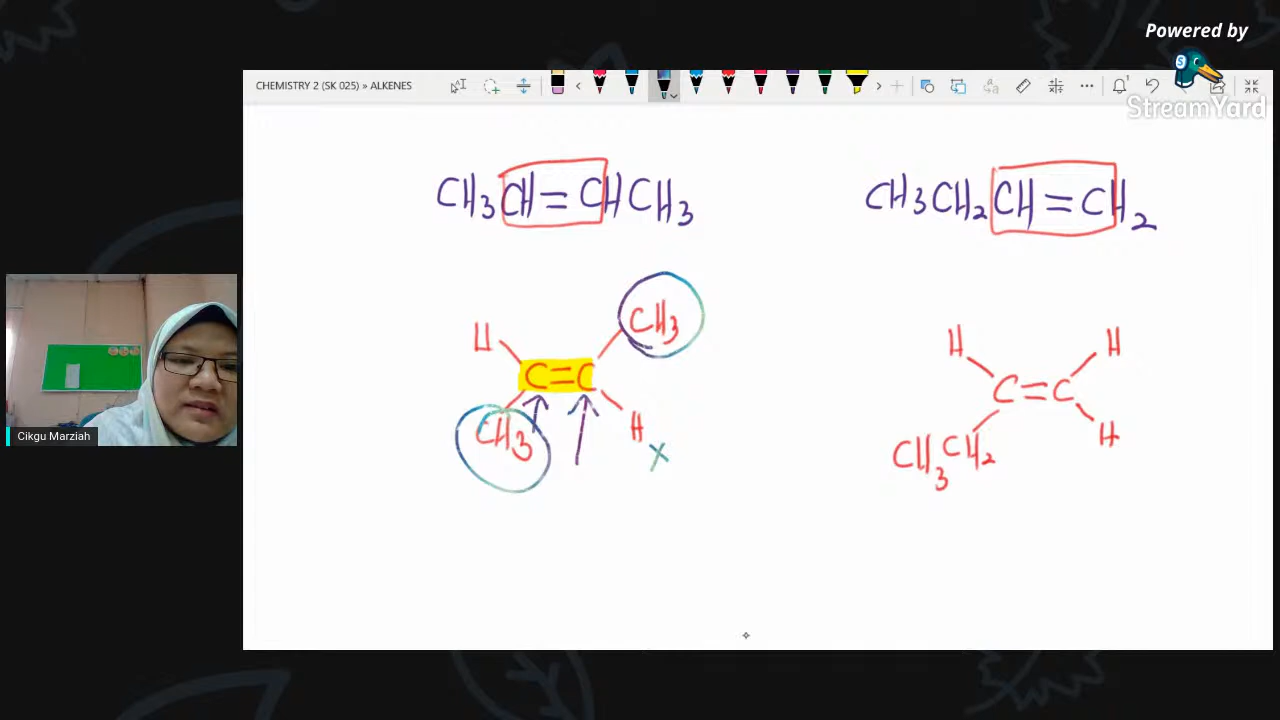 Powered by
StreamYard
CHEMISTRY 2 (SK 025) » ALKENES
CH3CH=CHCH3
CH3CH2CH=CH2
H CH3
C=C
CH3 H
X
H H
C=C
CH3CH2 H
Cikgu Marziah